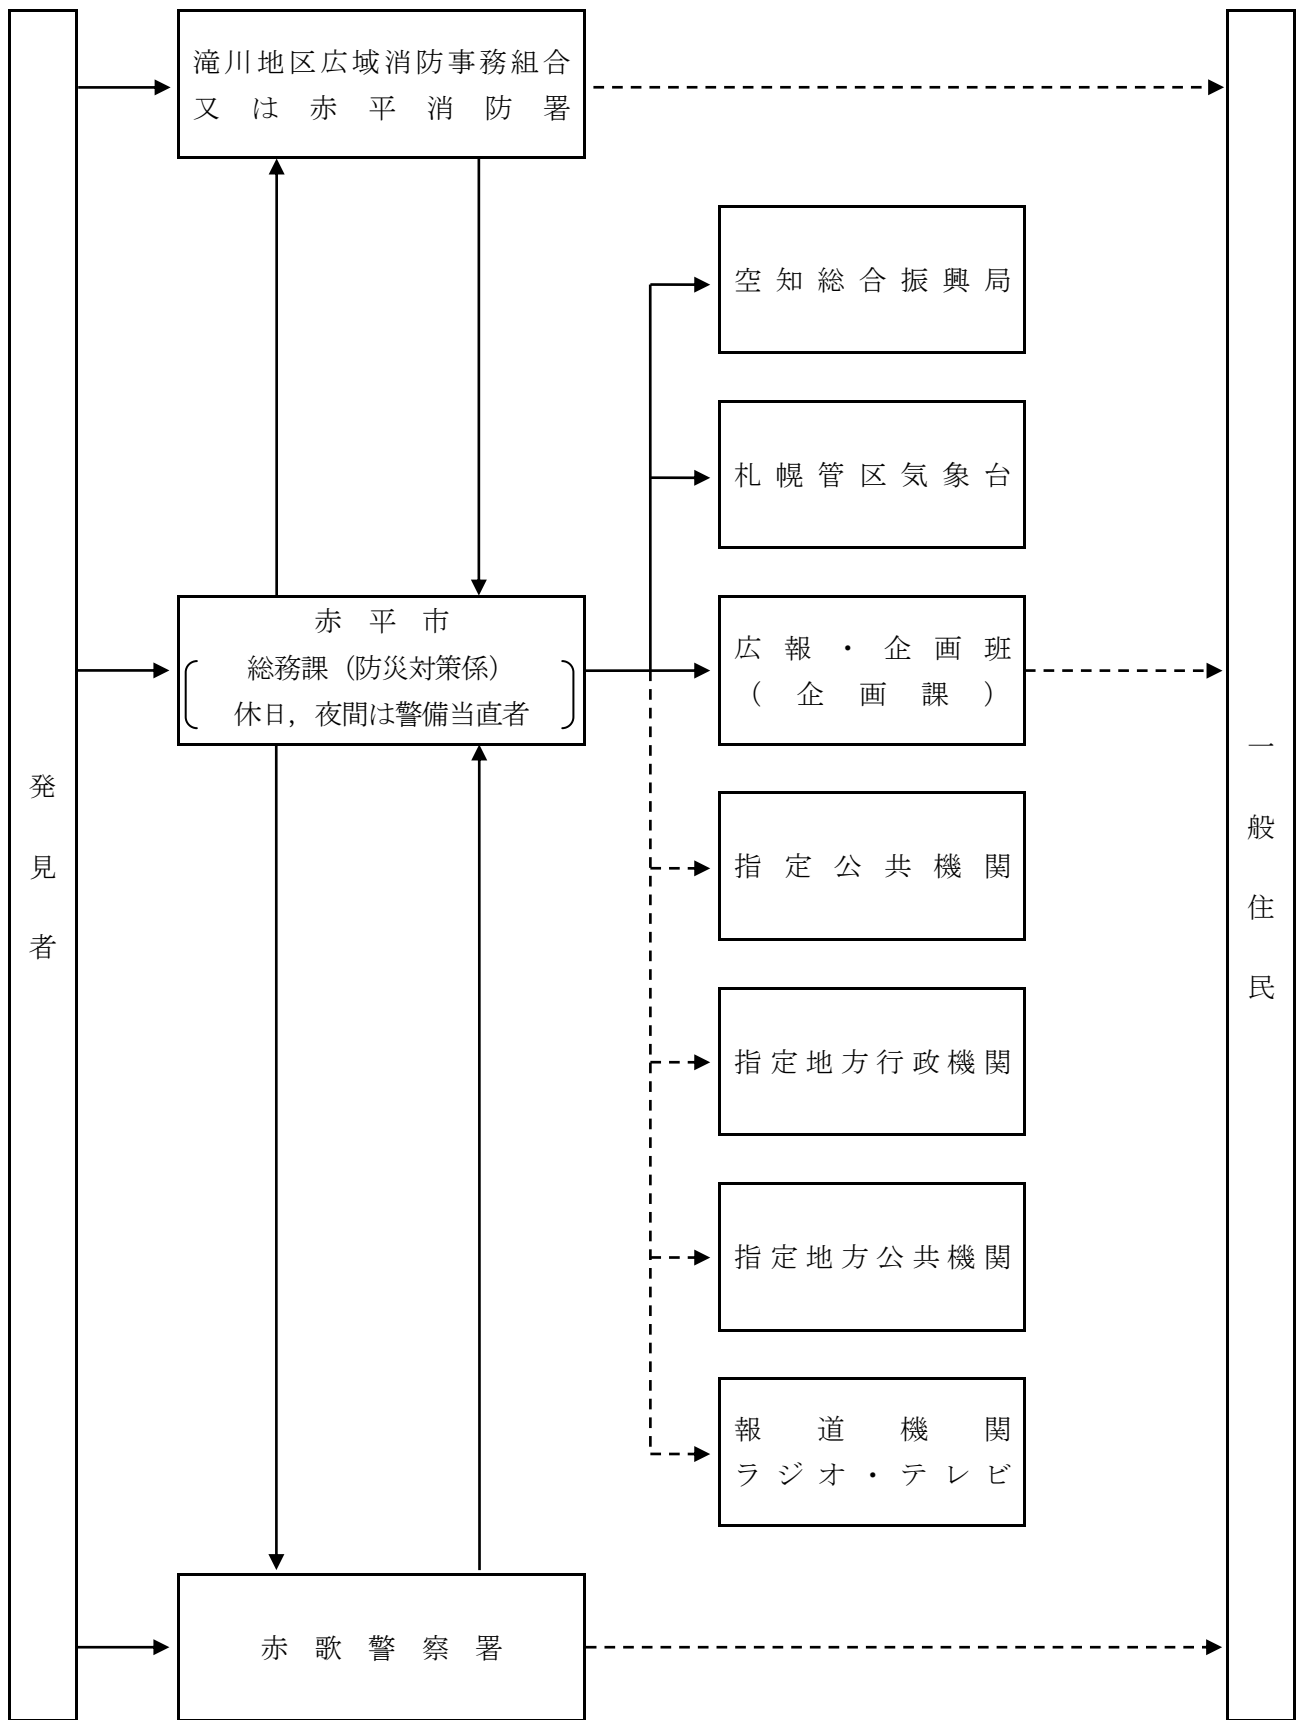 発見者
滝川地区広域消防事務組合
又は赤平消防署
赤平市
総務課（防災対策係）
休日，夜間は警備当直者
赤歌警察署
空知総合振興局
札幌管区気象台
広報・企画班
（企画課）
指定公共機関
指定地方行政機関
指定地方公共機関
報道機関
ラジオ・テレビ
一般住民